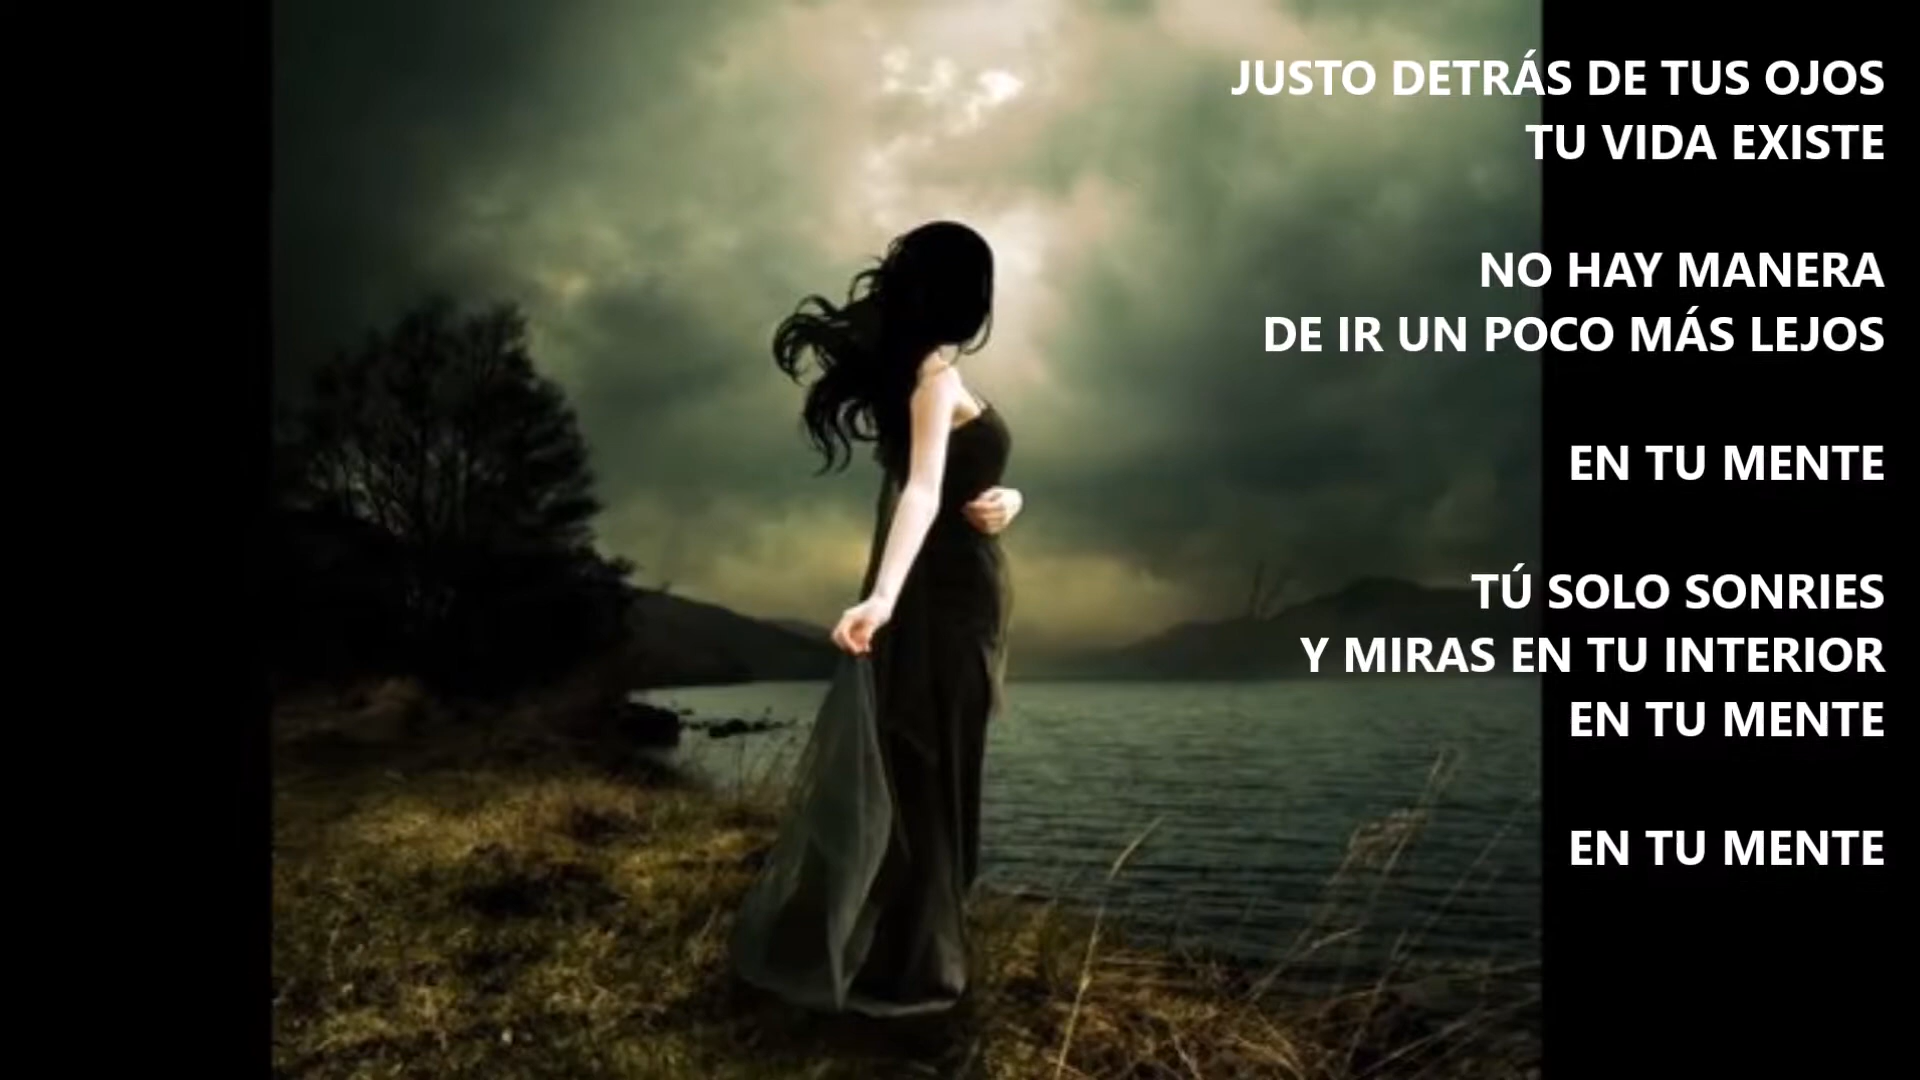 JUSTO DETRÁS DE TUS OJOS
TU VIDA EXISTE
NO HAY MANERA
DE IR UN POCO MÁS LEJOS
EN TU MENTE
TÚ SOLO SONRIES
Y MIRAS EN TU INTERIOR
EN TU MENTE
EN TU MENTE